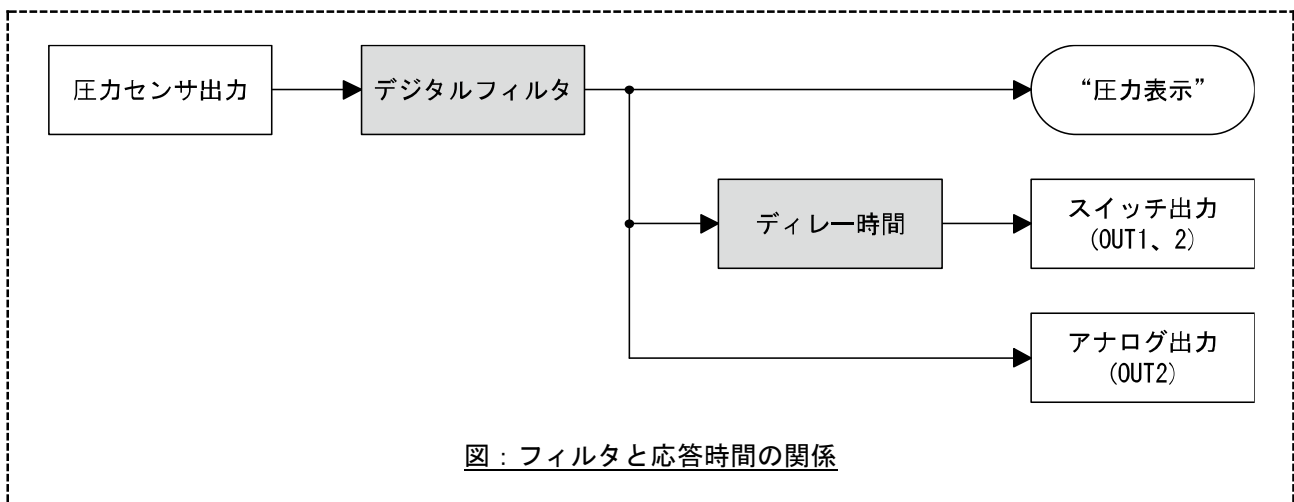 圧力センサ出力
デジタルフィルタ
“圧力表示”
ディレー時間
スイッチ出力
(OUT1、2)
アナログ出力
(OUT2)
図：フィルタと応答時間の関係